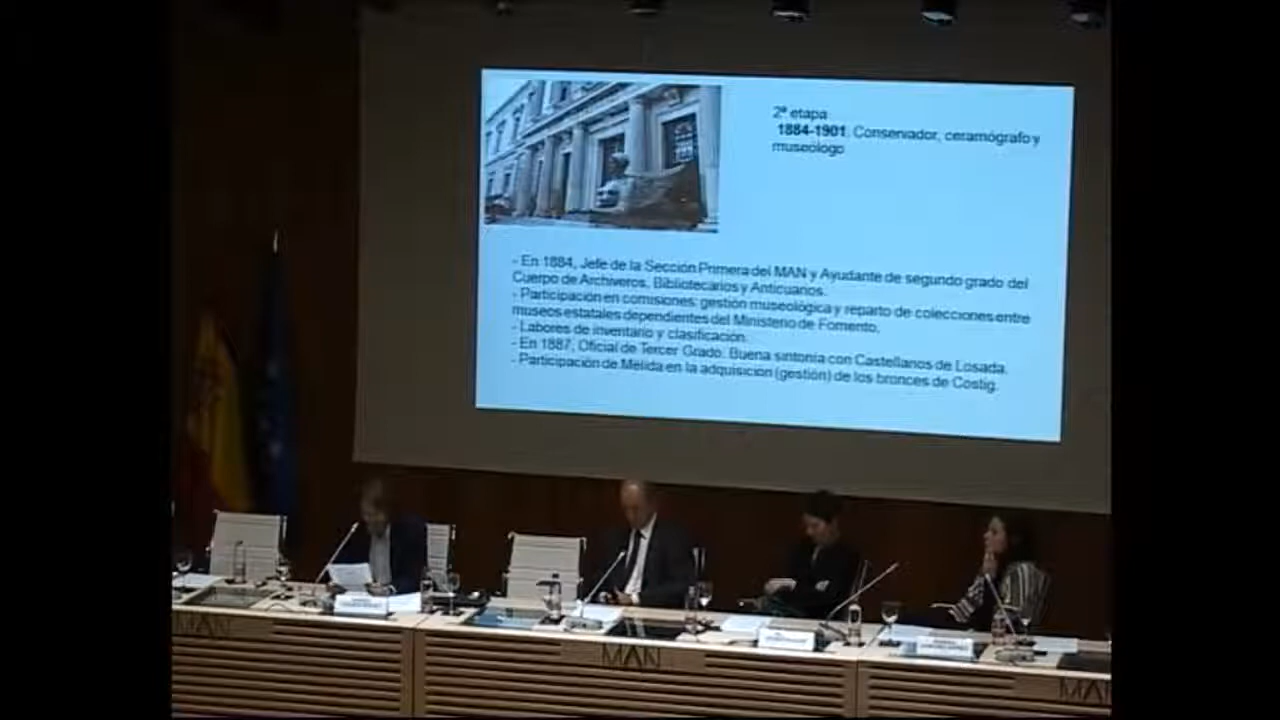 2ª etapa
1884-1901. Conservador, ceramógrafo y
museólogo
- En 1884, Jefe de la Sección Primera del MAN y Ayudante de segundo grado del
Cuerpo de Archiveros, Bibliotecarios y Anticuarios.
- Participación en comisiones: gestión museológica y reparto de colecciones entre
museos estatales dependientes del Ministerio de Fomento.
- Labores de inventario y clasificación.
- En 1887, Oficial de Tercer Grado. Buena sintonía con Castellanos de Losada.
- Participación de Mélida en la adquisición (gestión) de los bronces de Costig.
MAN
MAN
MAN